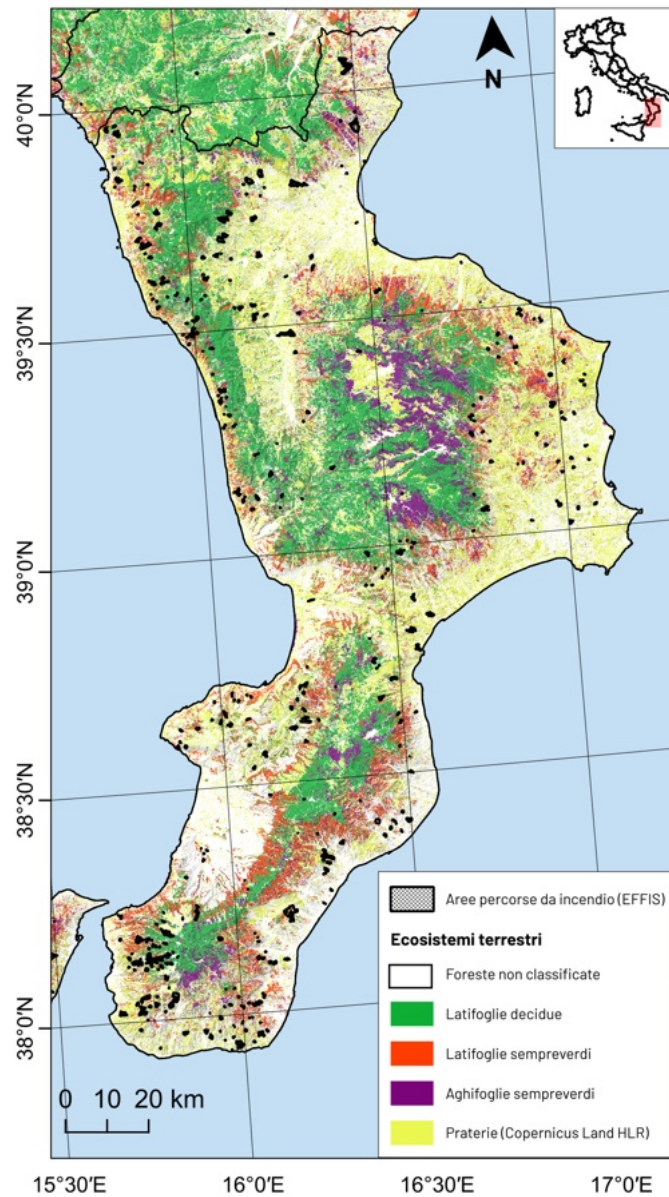 N
40°0'N
39°30'N
39°0'N
38°30'N
38°0'N
Aree percorse da incendio (EFFIS)
Ecosistemi terrestri
Foreste non classificate
Latifoglie decidue
Latifoglie sempreverdi
Aghifoglie sempreverdi
Praterie (Copernicus Land HLR)
0 10 20 km
15°30'E 16°0'E 16°30'E 17°0'E